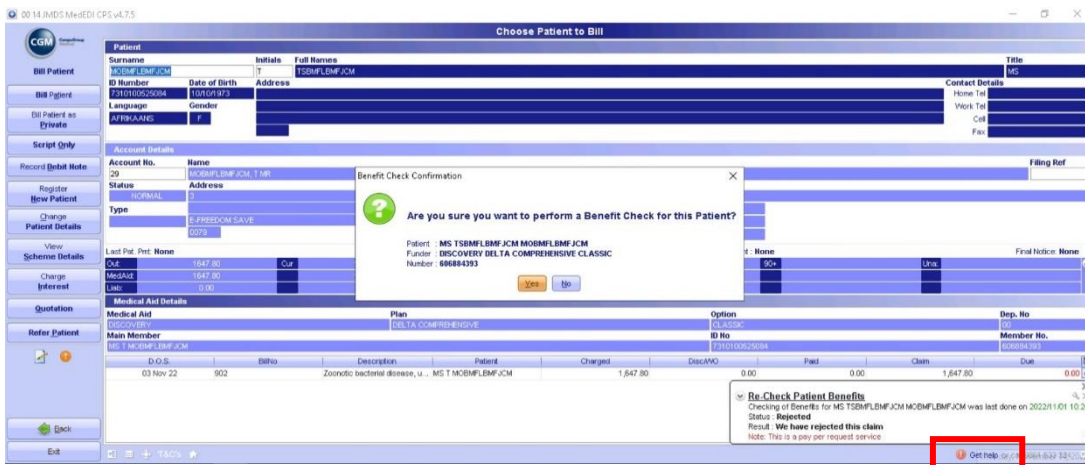 00 14 JMDS MedEDI CPS v4.7.5
Choose Patient to Bill
CGM
Bill Patient
Bill Patient
Bill Patient as
Private
Script Only
Record Debit Note
Register
New Patient
Change
Patient Details
View
Scheme Details
Charge
Interest
Quotation
Refer Patient
Back
Exit
Patient
Surname Initials Full Names Title
MOBMFLBMFJCM T TSBMFLBMFJCM MS
ID Number Date of Birth Address Contact Details
7310100525084 10/10/1973 Home Tel
Language Gender Work Tel
AFRIKAANS F Cell
Fax
Account Details
Account No. Name Filing Ref
29 MOBMFLBMFJCM, T MR
Status Address
NORMAL 3
Type
E-FREEDOM SAVE
0079
Benefit Check Confirmation
Are you sure you want to perform a Benefit Check for this Patient?
Patient : MS TSBMFLBMFJCM MOBMFLBMFJCM
Funder : DISCOVERY DELTA COMPREHENSIVE CLASSIC
Number : 606884393
Yes No
Last Pat. Pmt: None : None Final Notice: None
Out: 1647.80 Cur 90+ Una:
MedAid: 1647.80
Liab: 0.00
Medical Aid Details
Medical Aid Plan Option Dep. No
DISCOVERY DELTA COMPREHENSIVE CLASSIC 00
Main Member ID No Member No.
MS T MOBMFLBMFJCM 7310100525084 606884393
D.O.S. BillNo Description Patient Charged Disc/WO Paid Claim Due
03 Nov 22 902 Zoonotic bacterial disease, u... MS T MOBMFLBMFJCM 1,647.80 0.00 0.00 1,647.80 0.00
Re-Check Patient Benefits
Checking of Benefits for MS TSBMFLBMFJCM MOBMFLBMFJCM was last done on 2022/11/01 10:2
Status : Rejected
Result : We have rejected this claim
Note: This is a pay per request service
T&C's
Get help